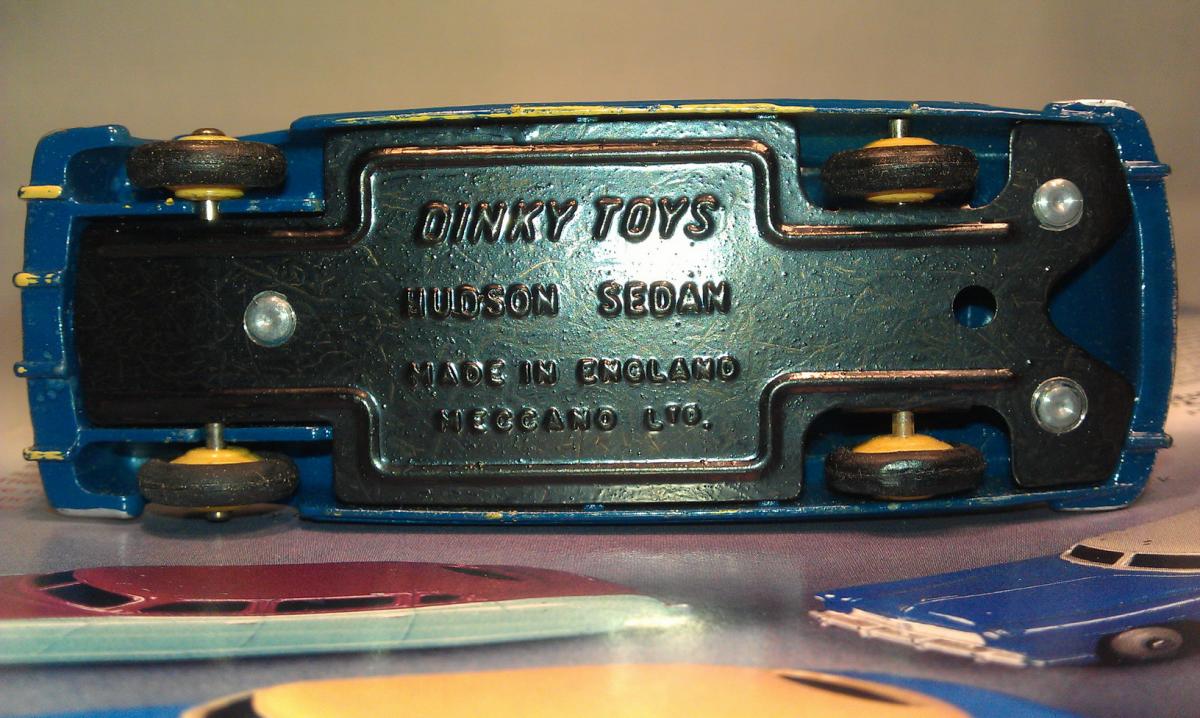 DINKY TOYS
HUDSON SEDAN
MADE IN ENGLAND
MECCANO LTD.